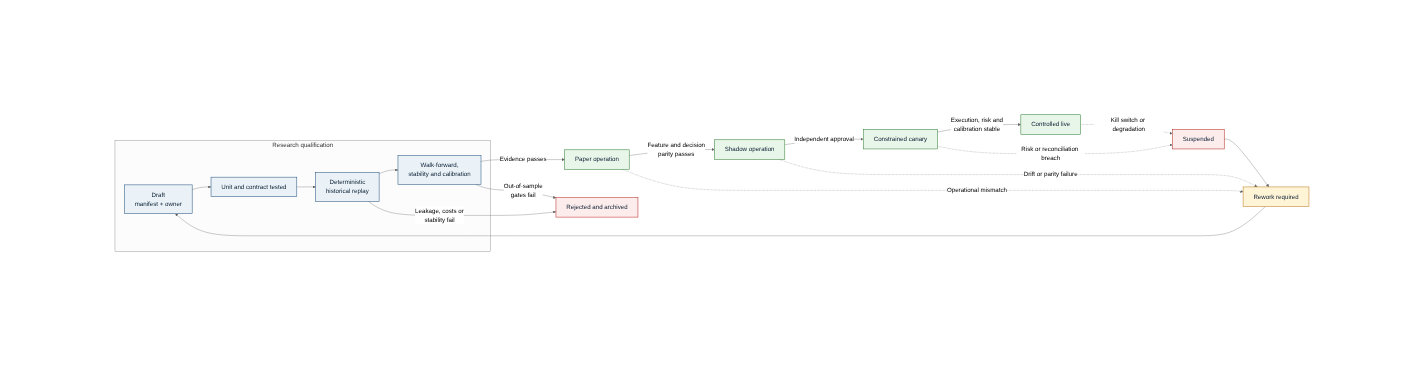 Research qualification
Draft
manifest + owner
Unit and contract tested
Deterministic
historical replay
Walk-forward,
stability and calibration
Leakage, costs or
stability fail
Evidence passes
Out-of-sample
gates fail
Paper operation
Rejected and archived
Feature and decision
parity passes
Shadow operation
Independent approval
Constrained canary
Execution, risk and
calibration stable
Controlled live
Kill switch or
degradation
Risk or reconciliation
breach
Drift or parity failure
Operational mismatch
Suspended
Rework required